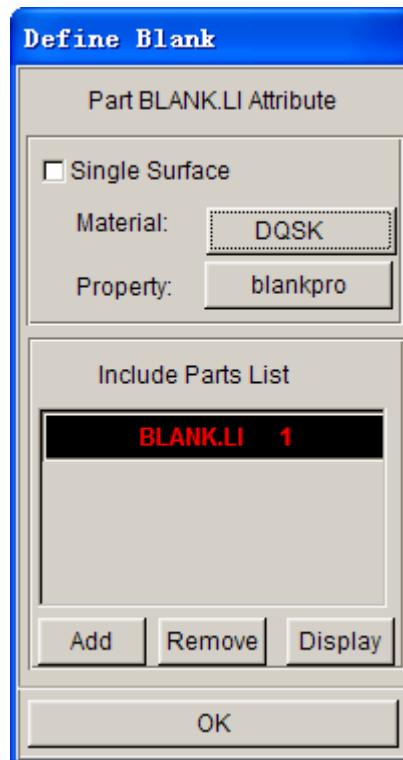 Define Blank
Part BLANK.LI Attribute
Single Surface
Material: DQSK
Property: blankpro
Include Parts List
BLANK.LI 1
Add Remove Display
OK